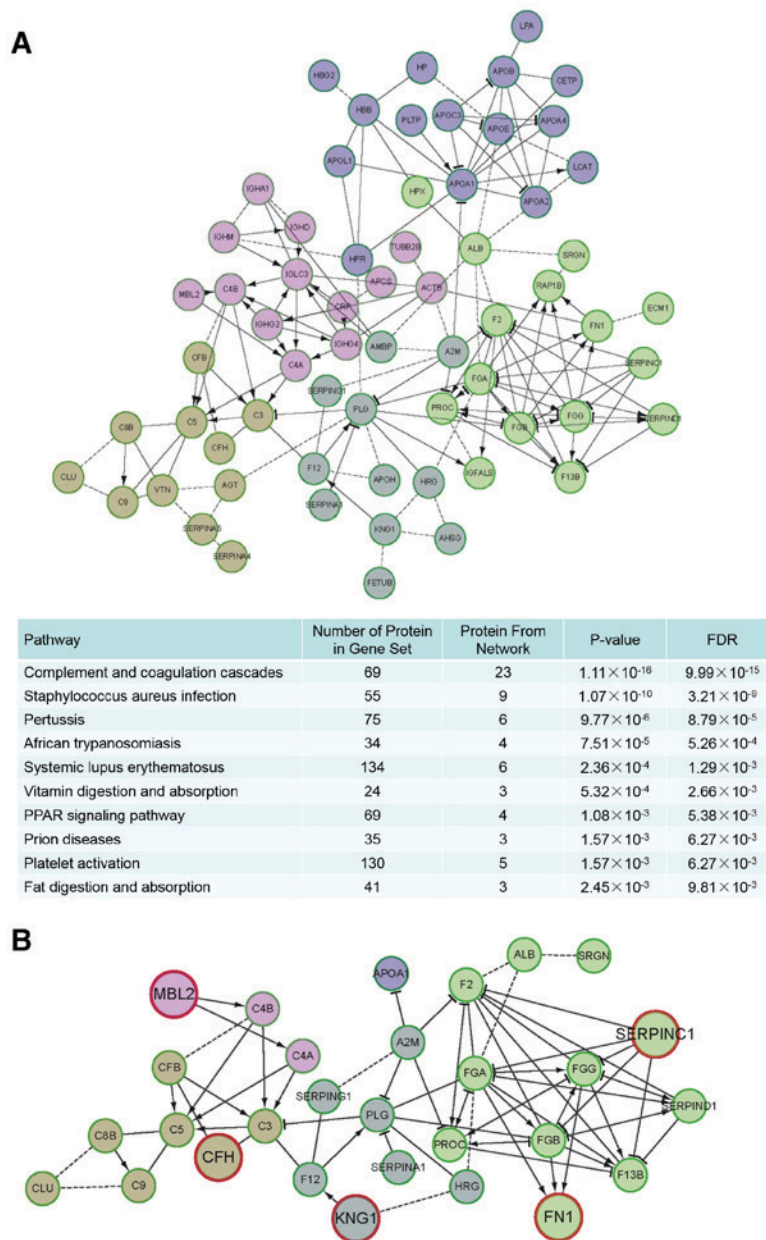 A
LPA
HBG2
HP
APOB
CETP
HBB
PLTP
APOC3
APOE
APOA4
APOL1
APOA1
LCAT
APOA2
HPX
IGHA1
IGHM
IGHD
TUBB2B
ALB
SRGN
HPR
IGLC3
APCS
ACTB
RAP1B
MBL2
C4B
CRP
IGHG2
IGHG4
AMBP
A2M
F2
FN1
ECM1
CFB
C4A
SERPING1
FGA
SERPINC1
C8B
C5
C3
PLG
PROC
FGB
FGG
SERPIND1
CFH
CLU
C9
VTN
AGT
F12
APOH
HRG
IGFALS
F13B
SERPINA1
SERPINA5
KNG1
AHSG
SERPINA4
FETUB
Pathway Number of Protein in Gene Set Protein From Network P-value FDR
Complement and coagulation cascades 69 23 1.11×10-16 9.99×10-15
Staphylococcus aureus infection 55 9 1.07×10-10 3.21×10-9
Pertussis 75 6 9.77×10-6 8.79×10-5
African trypanosomiasis 34 4 7.51×10-5 5.26×10-4
Systemic lupus erythematosus 134 6 2.36×10-4 1.29×10-3
Vitamin digestion and absorption 24 3 5.32×10-4 2.66×10-3
PPAR signaling pathway 69 4 1.08×10-3 5.38×10-3
Prion diseases 35 3 1.57×10-3 6.27×10-3
Platelet activation 130 5 1.57×10-3 6.27×10-3
Fat digestion and absorption 41 3 2.45×10-3 9.81×10-3
B
ALB
SRGN
APOA1
F2
MBL2
C4B
SERPINC1
A2M
C4A
CFB
FGA
FGG
SERPING1
SERPIND1
PLG
C8B
C5
C3
PROC
FGB
CFH
SERPINA1
F13B
CLU
C9
F12
HRG
KNG1
FN1